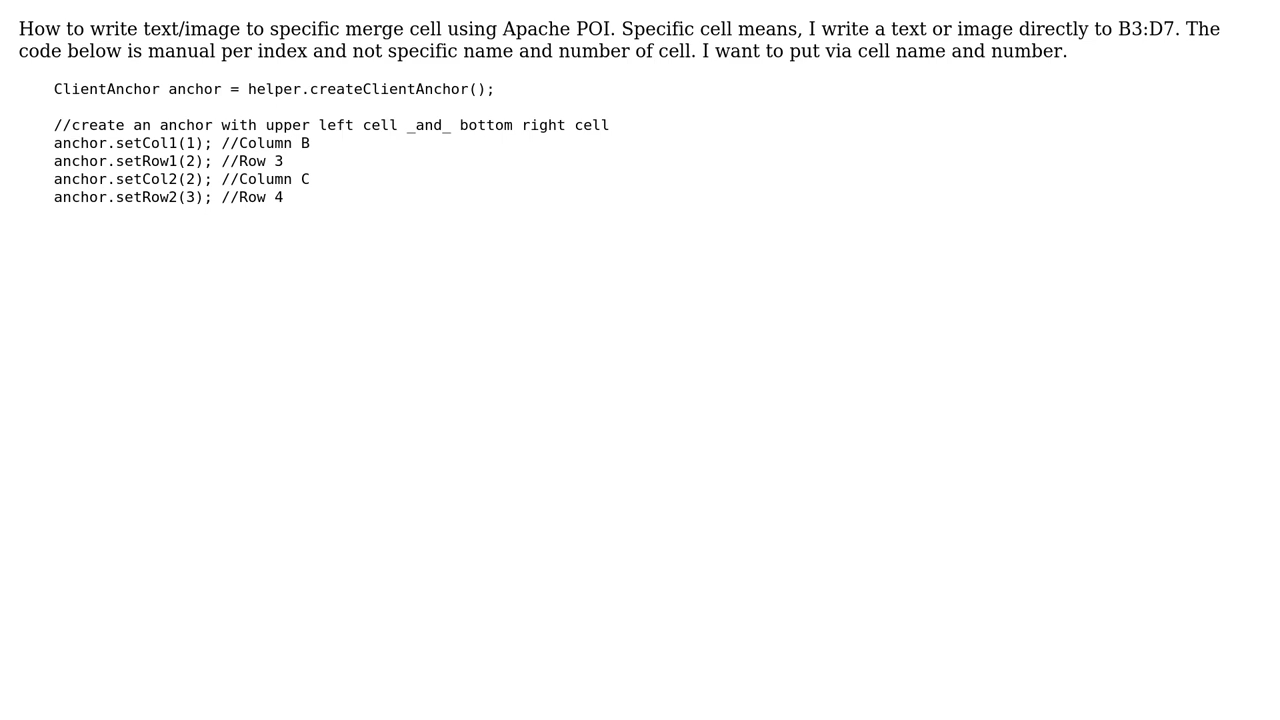 How to write text/image to specific merge cell using Apache POI. Specific cell means, I write a text or image directly to B3:D7. The
code below is manual per index and not specific name and number of cell. I want to put via cell name and number.
ClientAnchor anchor = helper.createClientAnchor();
//create an anchor with upper left cell _and_ bottom right cell
anchor.setCol1(1); //Column B
anchor.setRow1(2); //Row 3
anchor.setCol2(2); //Column C
anchor.setRow2(3); //Row 4